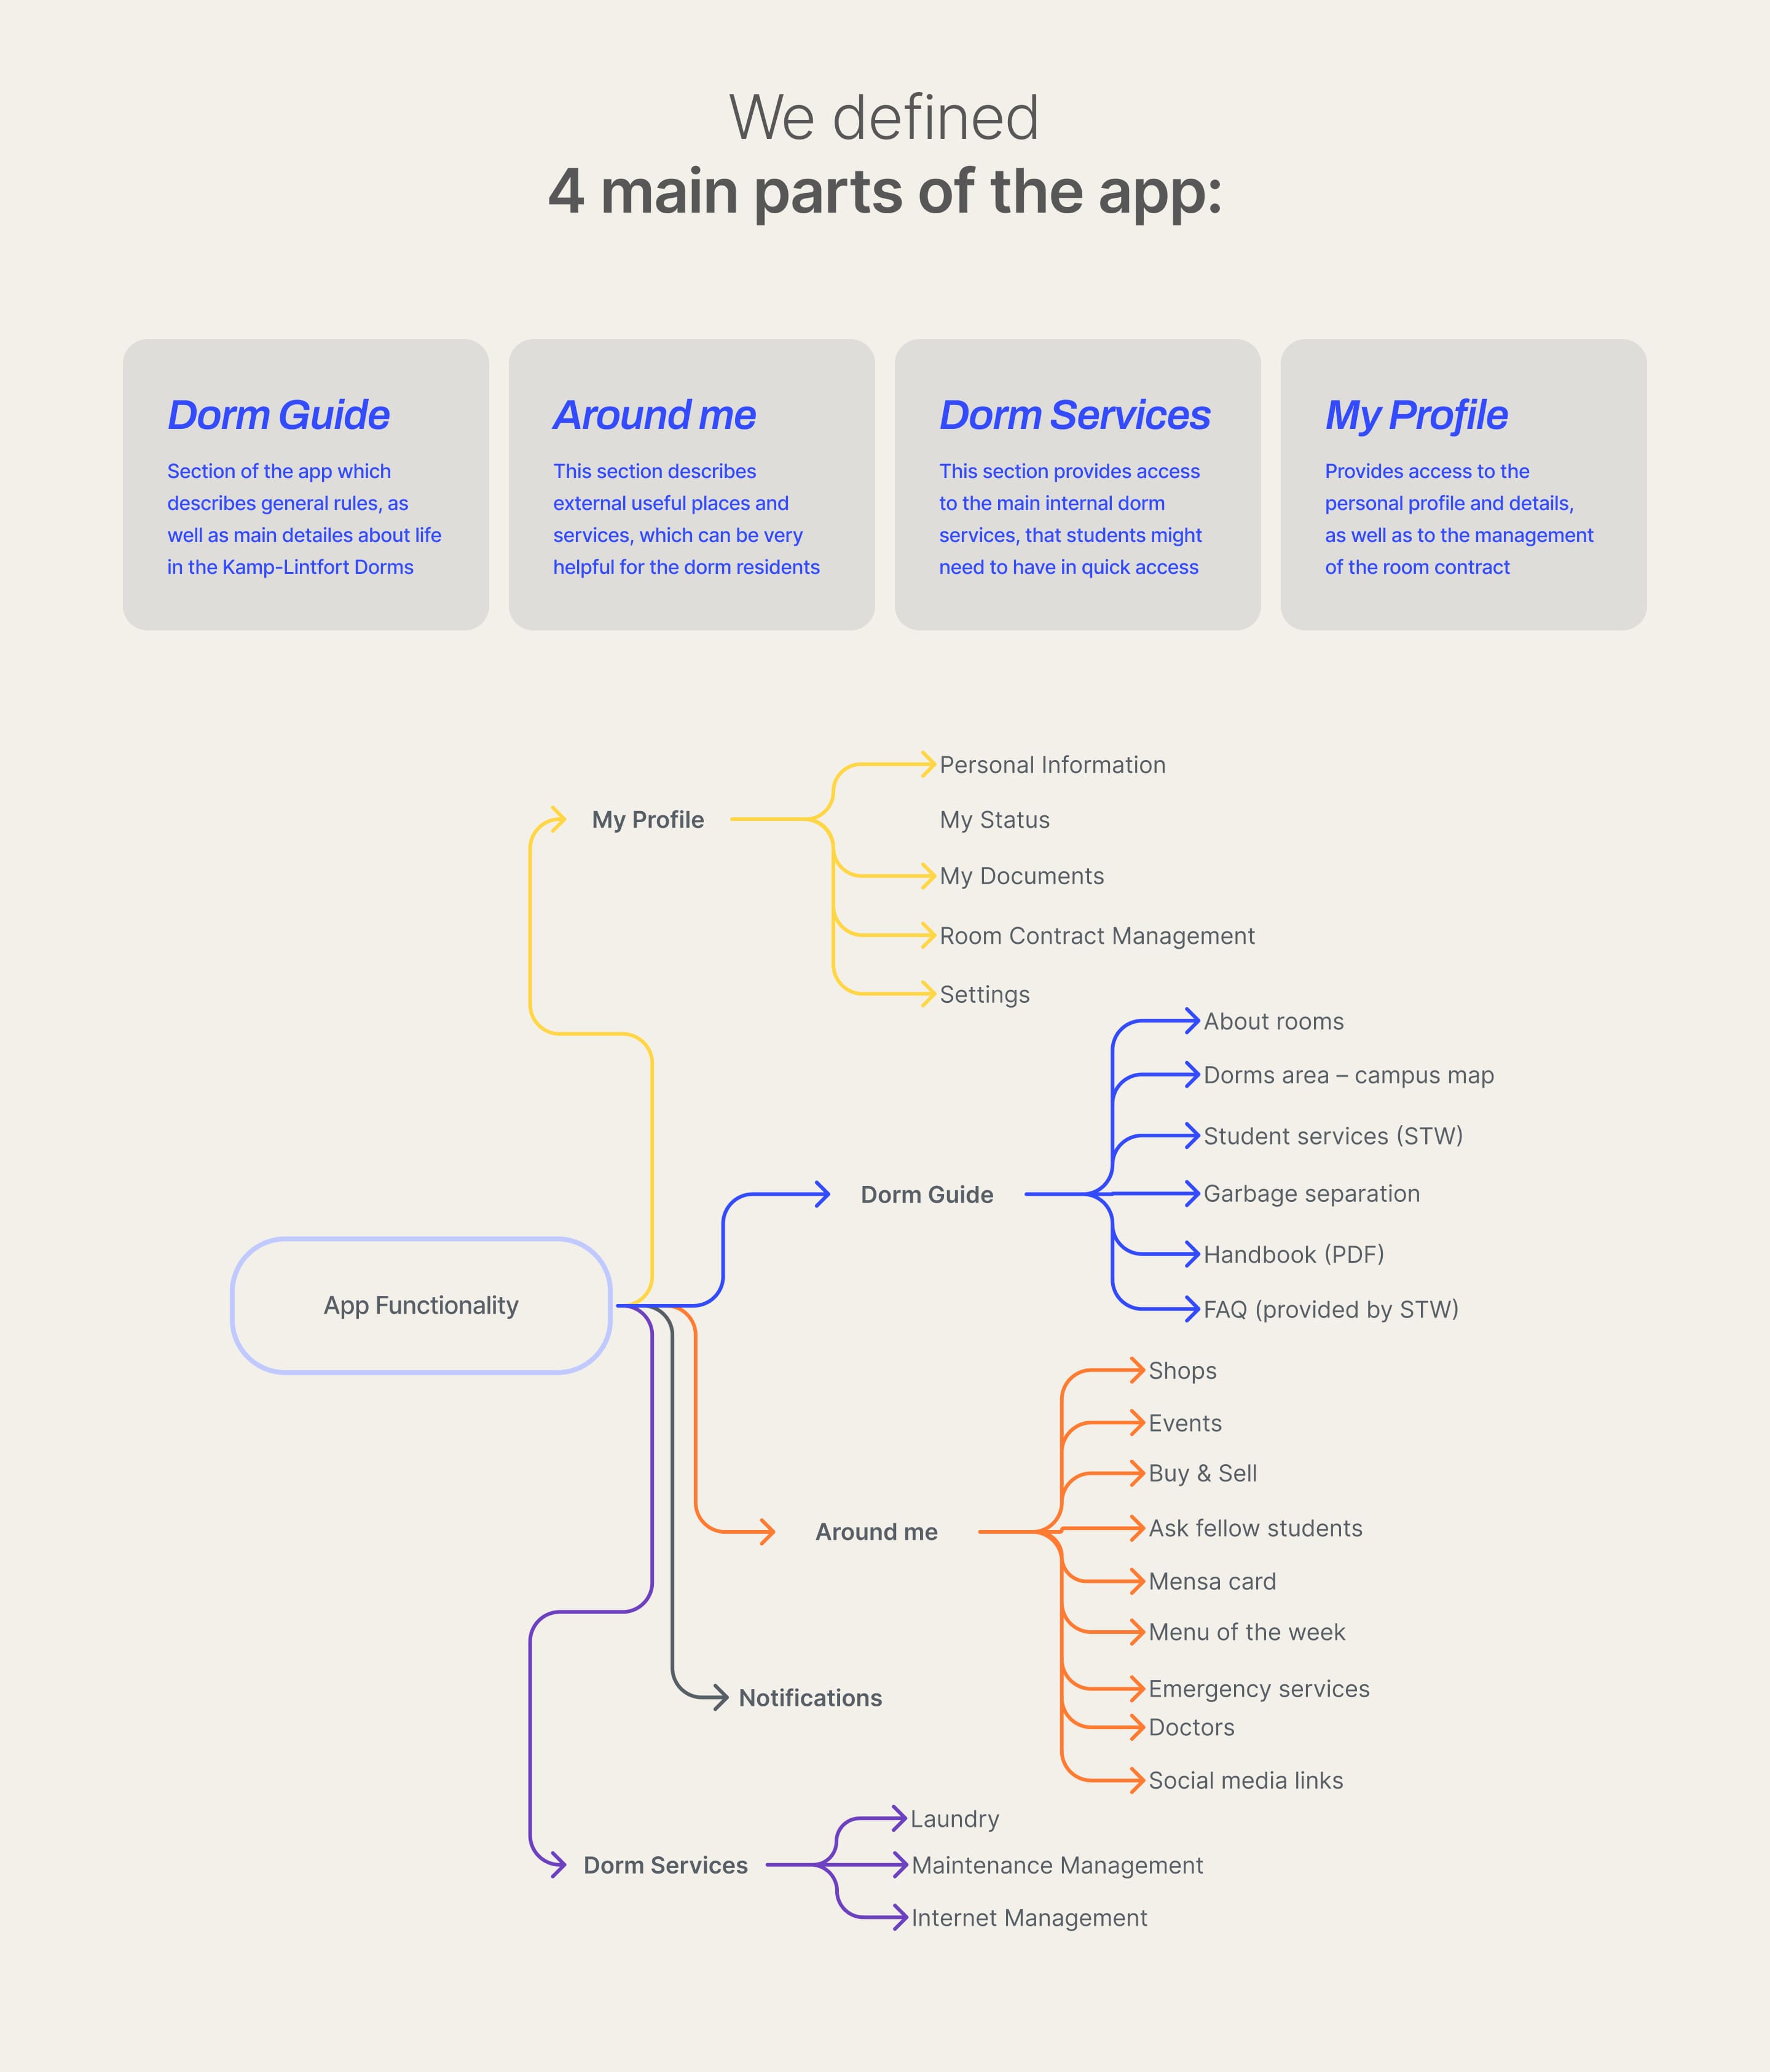 We defined
4 main parts of the app:
Dorm Guide
Section of the app which
describes general rules, as
well as main detailes about life
in the Kamp-Lintfort Dorms
Around me
This section describes
external useful places and
services, which can be very
helpful for the dorm residents
Dorm Services
This section provides access
to the main internal dorm
services, that students might
need to have in quick access
My Profile
Provides access to the
personal profile and details,
as well as to the management
of the room contract
App Functionality
My Profile
Personal Information
My Status
My Documents
Room Contract Management
Settings
Dorm Guide
About rooms
Dorms area – campus map
Student services (STW)
Garbage separation
Handbook (PDF)
FAQ (provided by STW)
Around me
Shops
Events
Buy & Sell
Ask fellow students
Mensa card
Menu of the week
Emergency services
Doctors
Social media links
Notifications
Dorm Services
Laundry
Maintenance Management
Internet Management